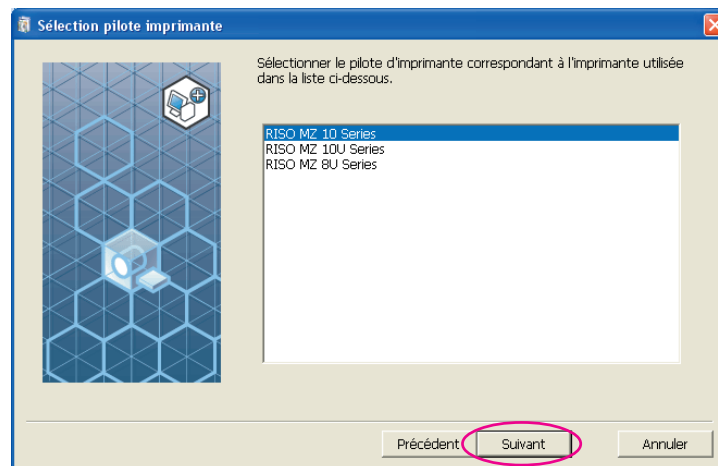 Sélection pilote imprimante
Sélectionner le pilote d'imprimante correspondant à l'imprimante utilisée
dans la liste ci-dessous.
RISO MZ 10 Series
RISO MZ 10U Series
RISO MZ 8U Series
Précédent Suivant Annuler